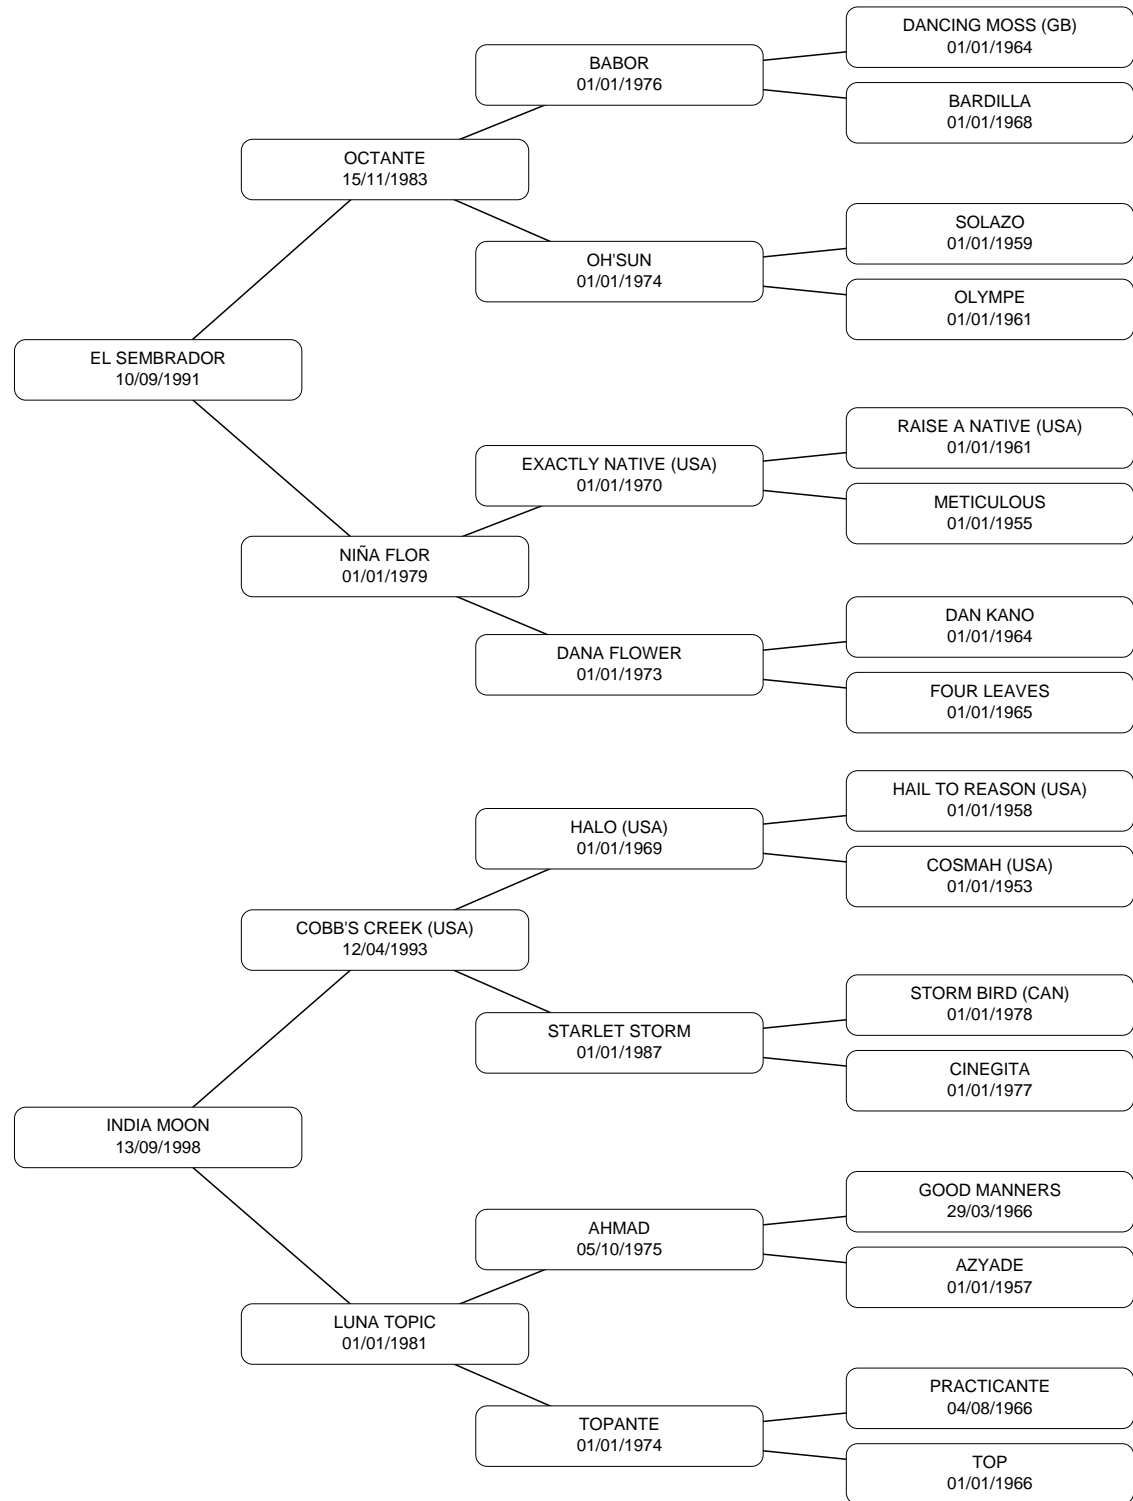 DANCING MOSS (GB)
01/01/1964
BABOR
01/01/1976
BARDILLA
01/01/1968
OCTANTE
15/11/1983
SOLAZO
01/01/1959
OH'SUN
01/01/1974
OLYMPE
01/01/1961
EL SEMBRADOR
10/09/1991
RAISE A NATIVE (USA)
01/01/1961
EXACTLY NATIVE (USA)
01/01/1970
METICULOUS
01/01/1955
NIÑA FLOR
01/01/1979
DAN KANO
01/01/1964
DANA FLOWER
01/01/1973
FOUR LEAVES
01/01/1965
HAIL TO REASON (USA)
01/01/1958
HALO (USA)
01/01/1969
COSMAH (USA)
01/01/1953
COBB'S CREEK (USA)
12/04/1993
STORM BIRD (CAN)
01/01/1978
STARLET STORM
01/01/1987
CINEGITA
01/01/1977
INDIA MOON
13/09/1998
GOOD MANNERS
29/03/1966
AHMAD
05/10/1975
AZYADE
01/01/1957
LUNA TOPIC
01/01/1981
PRACTICANTE
04/08/1966
TOPANTE
01/01/1974
TOP
01/01/1966